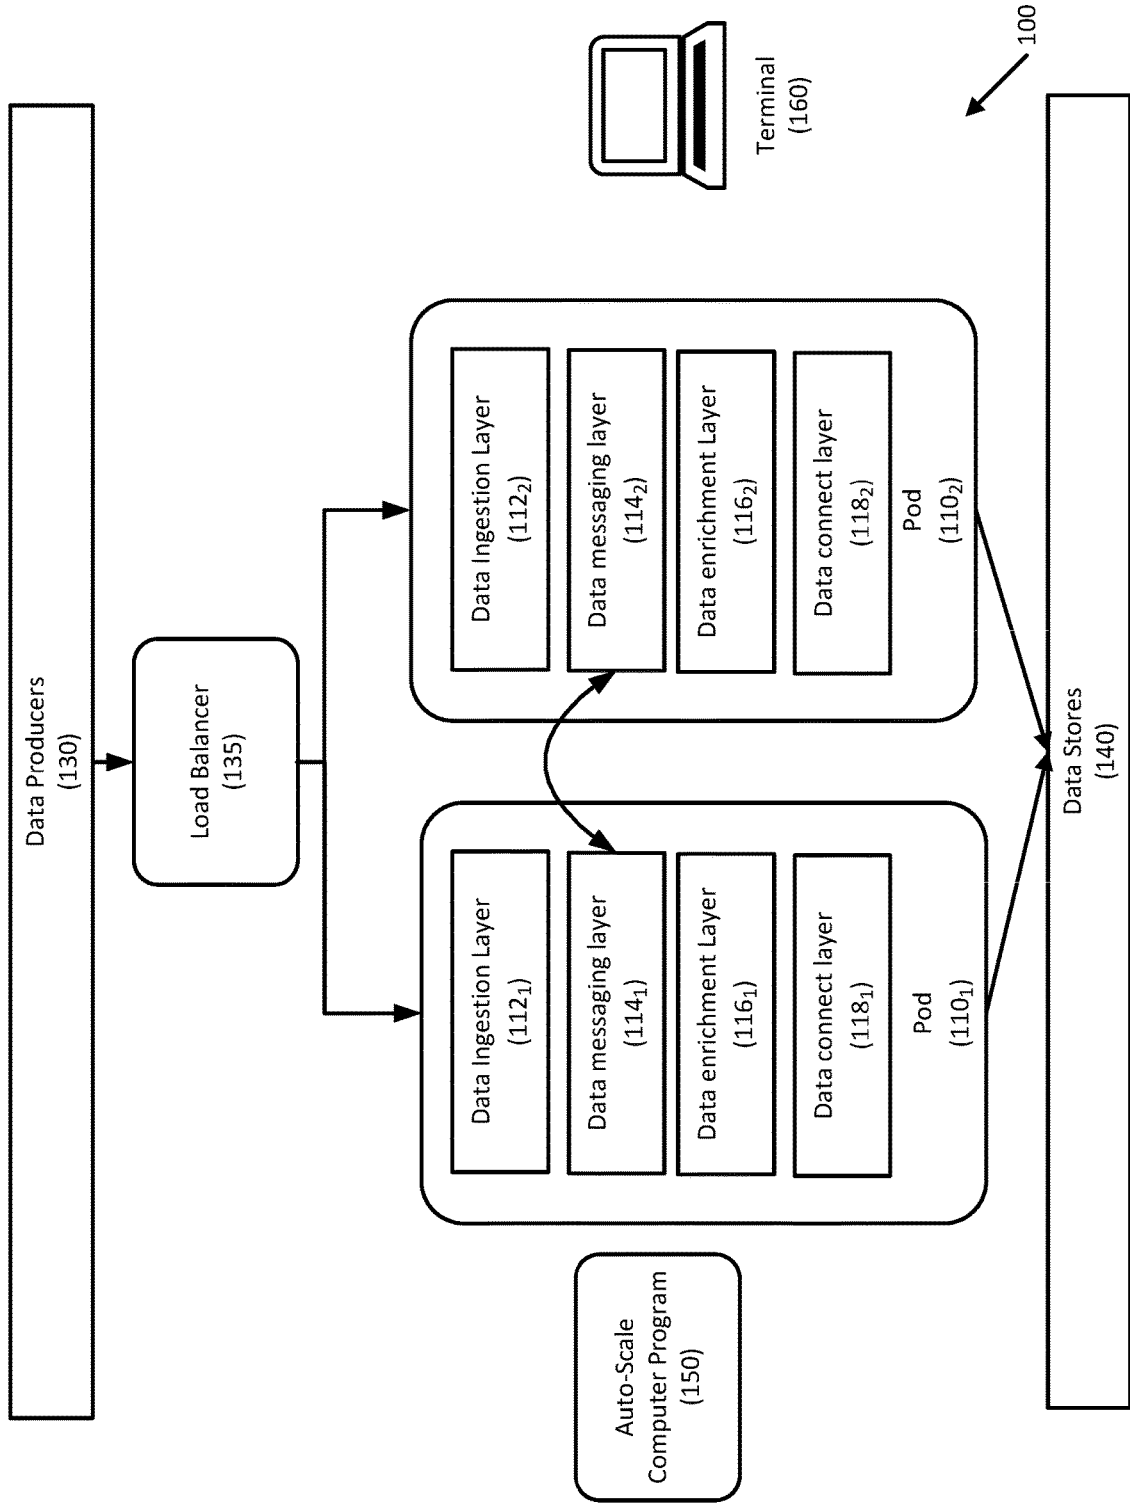 Data Producers
(130)
Load Balancer
(135)
Auto-Scale
Computer Program
(150)
Data Ingestion Layer
(112₁)
Data messaging layer
(114₁)
Data enrichment Layer
(116₁)
Data connect layer
(118₁)
Pod
(110₁)
Data Ingestion Layer
(112₂)
Data messaging layer
(114₂)
Data enrichment Layer
(116₂)
Data connect layer
(118₂)
Pod
(110₂)
Terminal
(160)
100
Data Stores
(140)